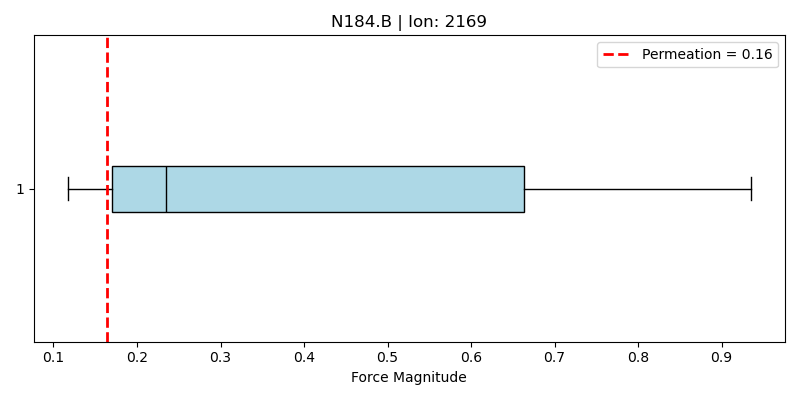 N184.B | Ion: 2169
Permeation = 0.16
1
0.1 0.2 0.3 0.4 0.5 0.6 0.7 0.8 0.9
Force Magnitude